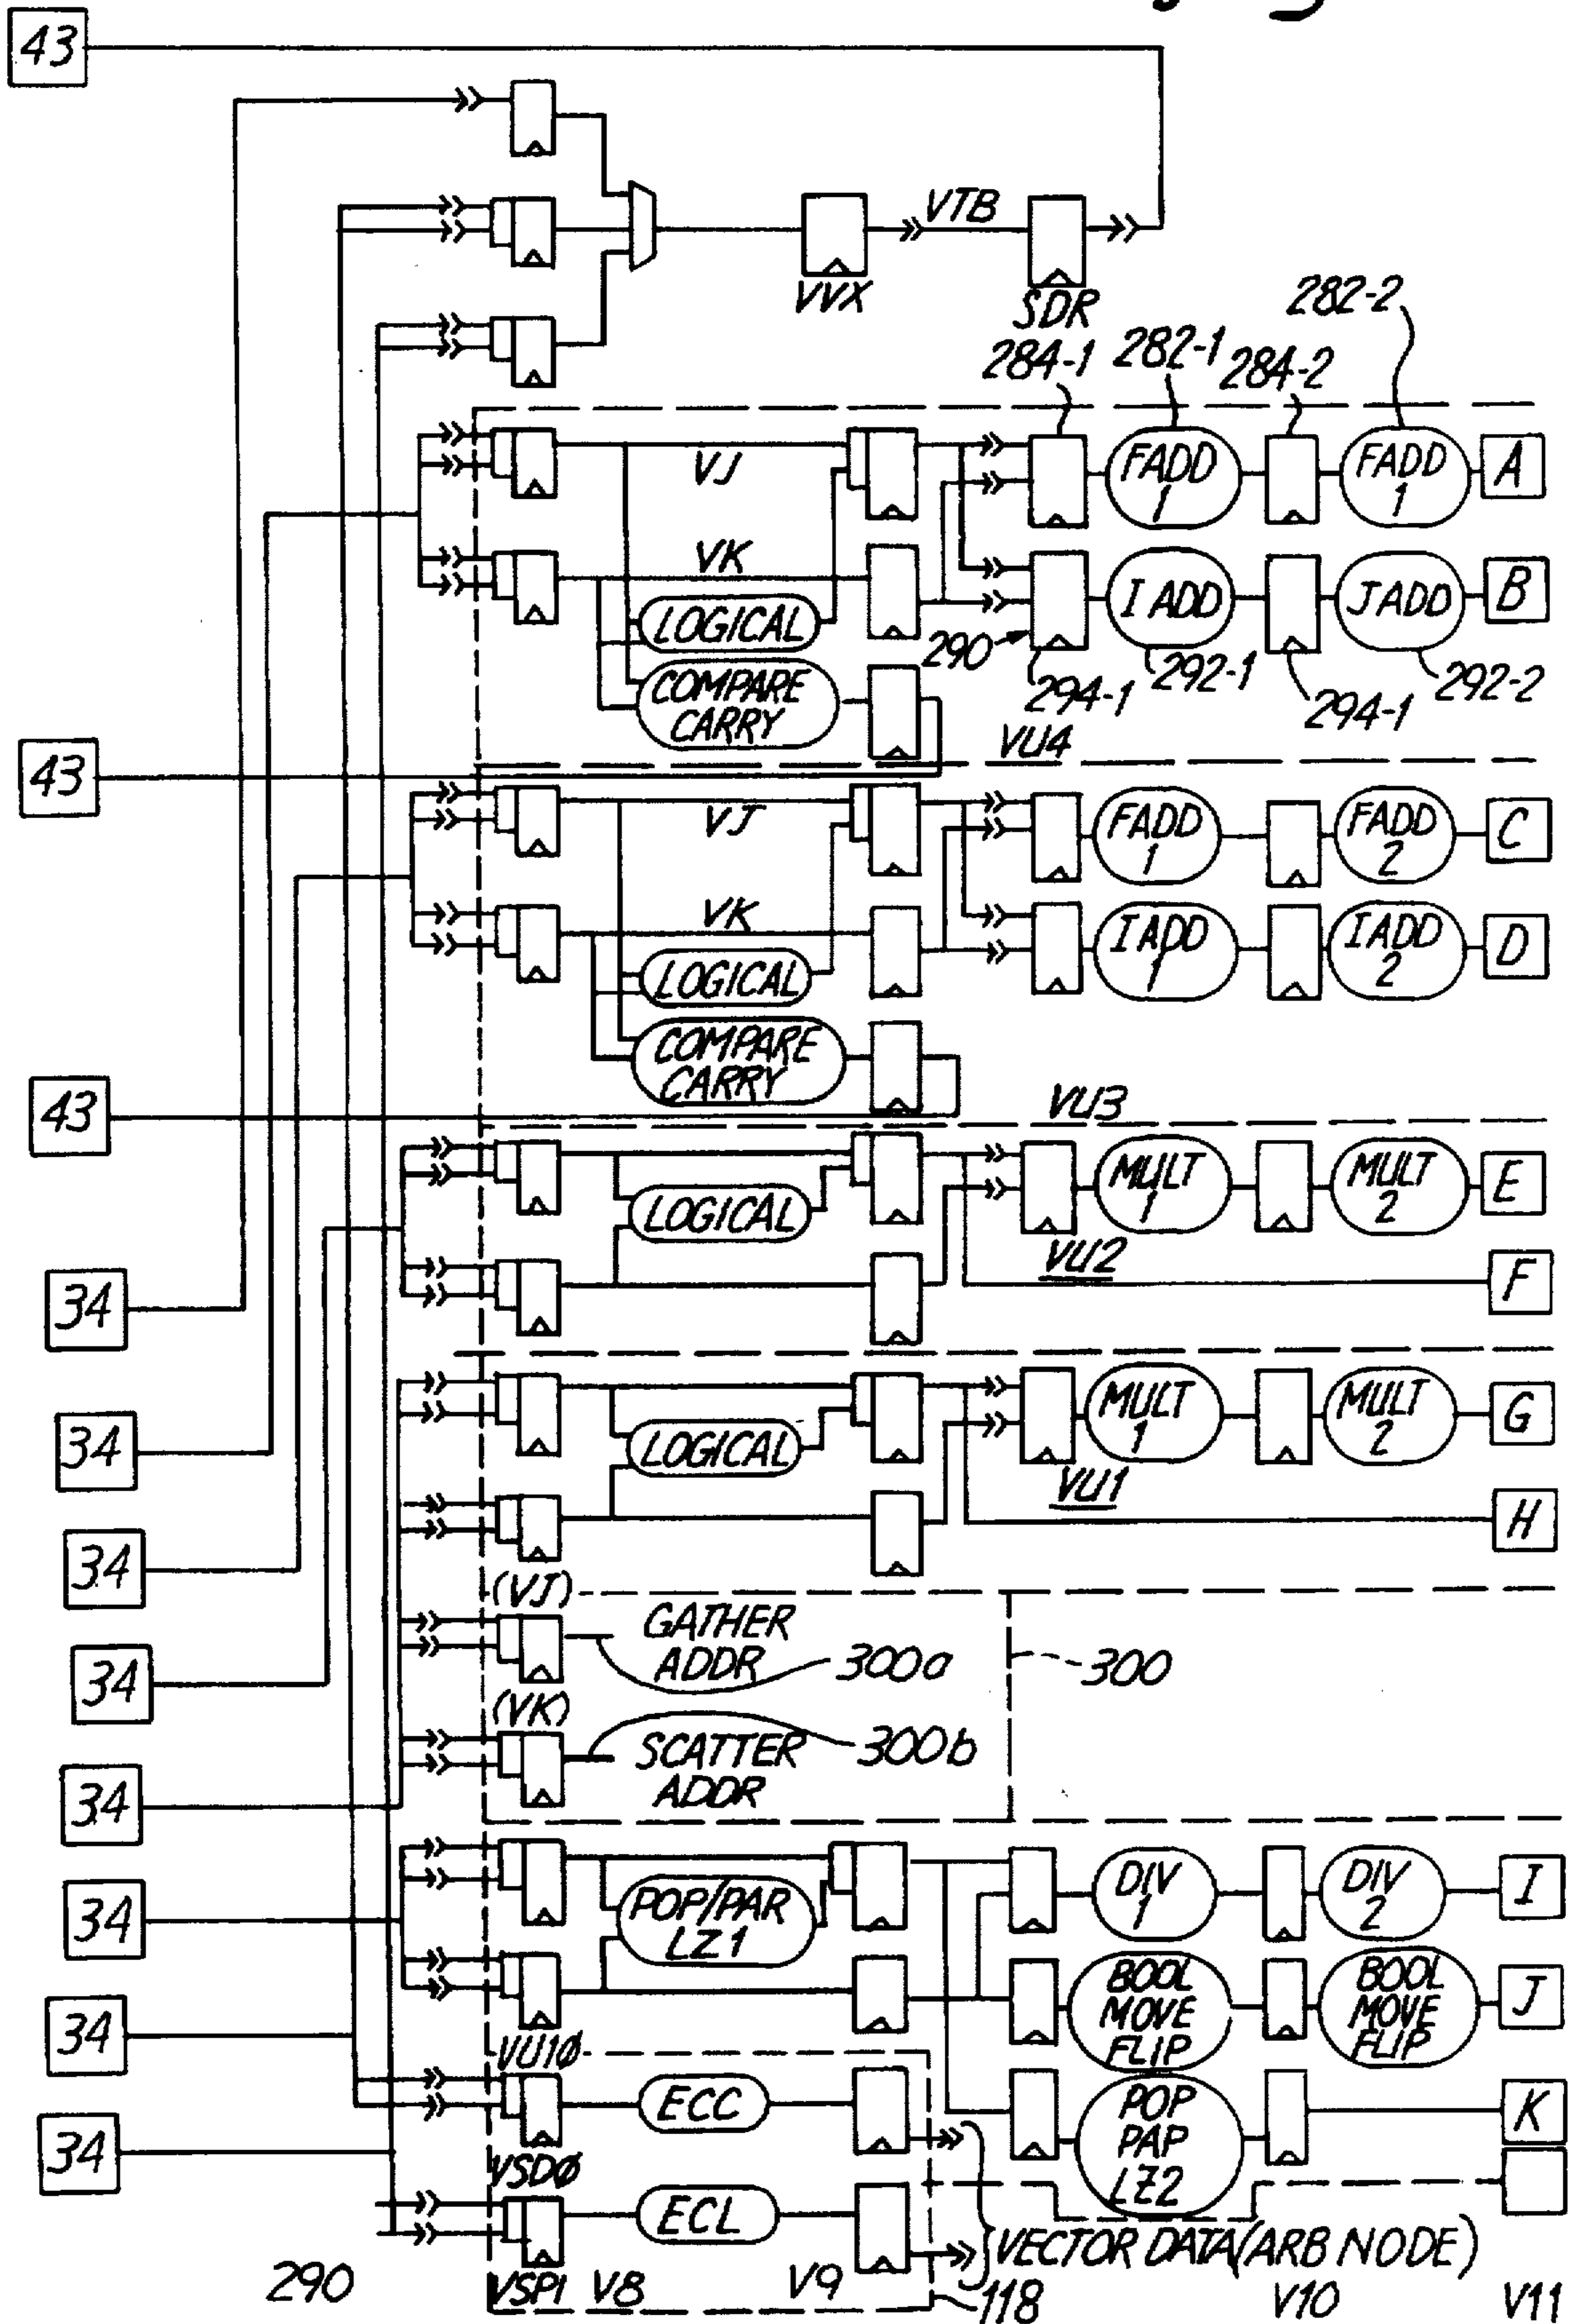 43
VTB
VVX
SDR
282-2
284-1
282-1
284-2
VJ
FADD
1
FADD
1
A
VK
LOGICAL
I ADD
JADD
B
290
COMPARE
CARRY
294-1
292-1
294-1
292-2
VU4
43
VJ
FADD
1
FADD
2
C
VK
LOGICAL
IADD
1
IADD
2
D
COMPARE
CARRY
43
VU3
LOGICAL
MULT
1
MULT
2
E
VU2
34
F
LOGICAL
MULT
1
MULT
2
G
34
VU1
H
34
(VJ)
GATHER
ADDR
300a
300
34
(VK)
SCATTER
ADDR
300b
34
POP/PAR
LZ1
DIV
1
DIV
2
I
34
BOOL
MOVE
FLIP
BOOL
MOVE
FLIP
J
34
VU1Ø
ECC
POP
PAP
LZ2
K
34
VSDØ
ECL
VECTOR DATA (ARB NODE)
290
VSP1
V8
V9
118
V10
V11